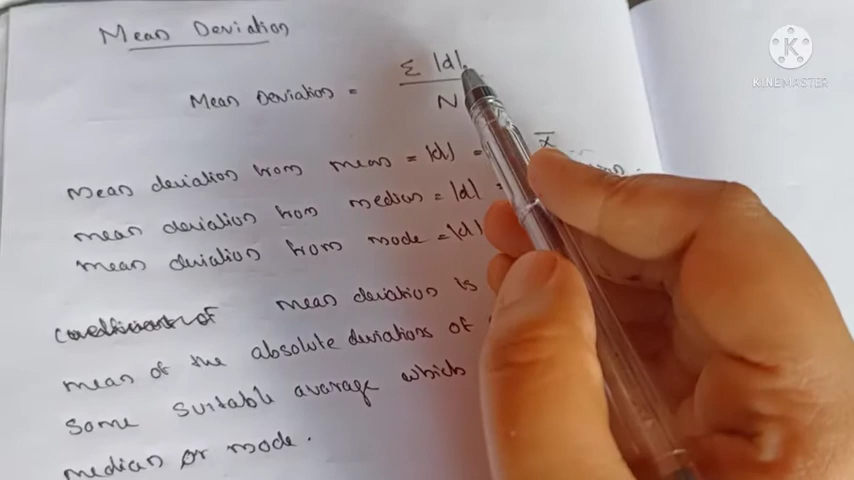 Mean Deviation
Mean Deviation = Σ |d|
N
Mean deviation from mean = |d| = x̅
mean deviation from median = |d| =
mean deviation from mode = |d|
coefficient of mean deviation is
mean of the absolute deviations of
some suitable avarage which
median or mode.
K
KINEMASTER